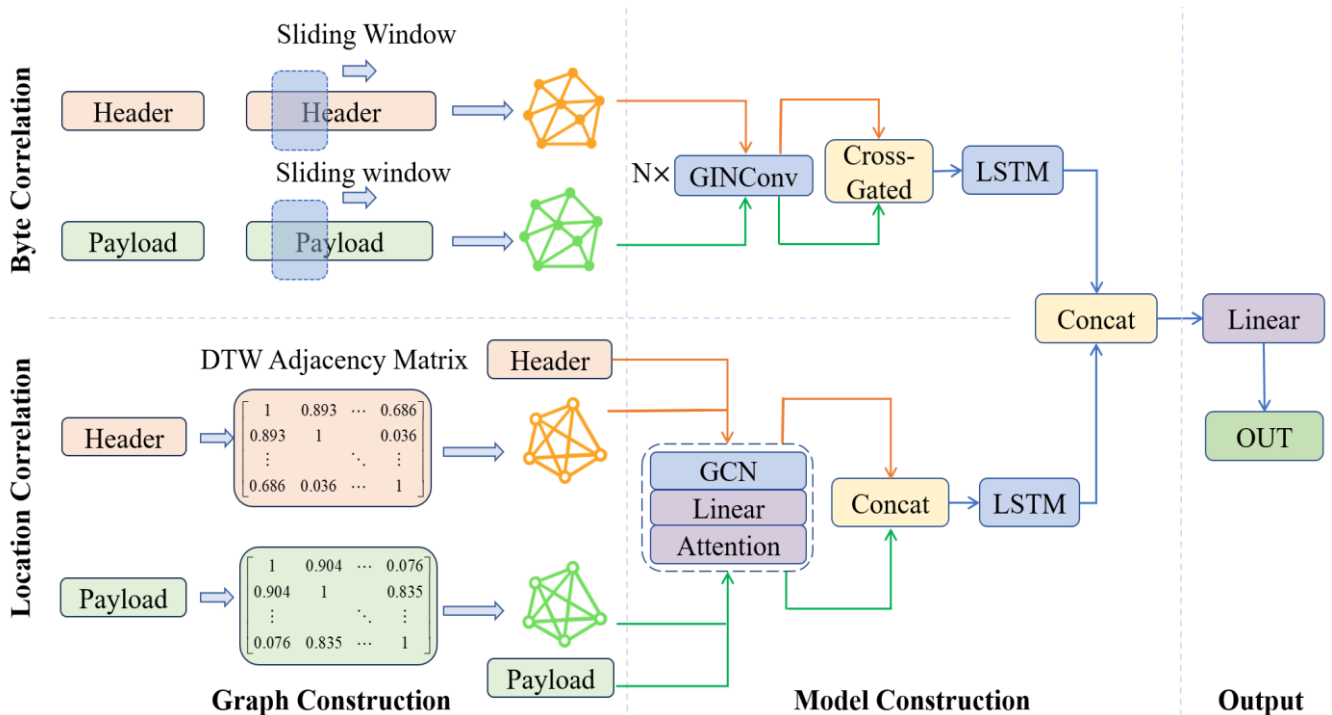 Byte Correlation
Sliding Window
Header
Header
Sliding window
Payload
Payload
N×
GINConv
Cross-
Gated
LSTM
Concat
Linear
OUT
Location Correlation
DTW Adjacency Matrix
Header
Header
1 0.893 ⋯ 0.686
0.893 1 0.036
⋮ ⋱ ⋮
0.686 0.036 ⋯ 1
Payload
1 0.904 ⋯ 0.076
0.904 1 0.835
⋮ ⋱ ⋮
0.076 0.835 ⋯ 1
Payload
GCN
Linear
Attention
Concat
LSTM
Graph Construction
Model Construction
Output